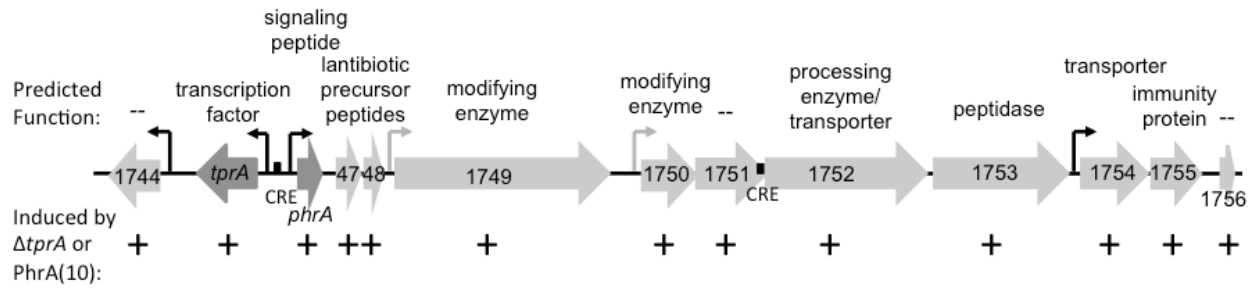 signaling
peptide
Predicted
Function:
--
transcription
factor
lantibiotic
precursor
peptides
modifying
enzyme
modifying
enzyme
--
processing
enzyme/
transporter
peptidase
transporter
immunity
protein
--
1744
tprA
CRE
phrA
47
48
1749
1750
1751
CRE
1752
1753
1754
1755
1756
Induced by
ΔtprA or
PhrA(10):
+ + + + + + + + + + + + +